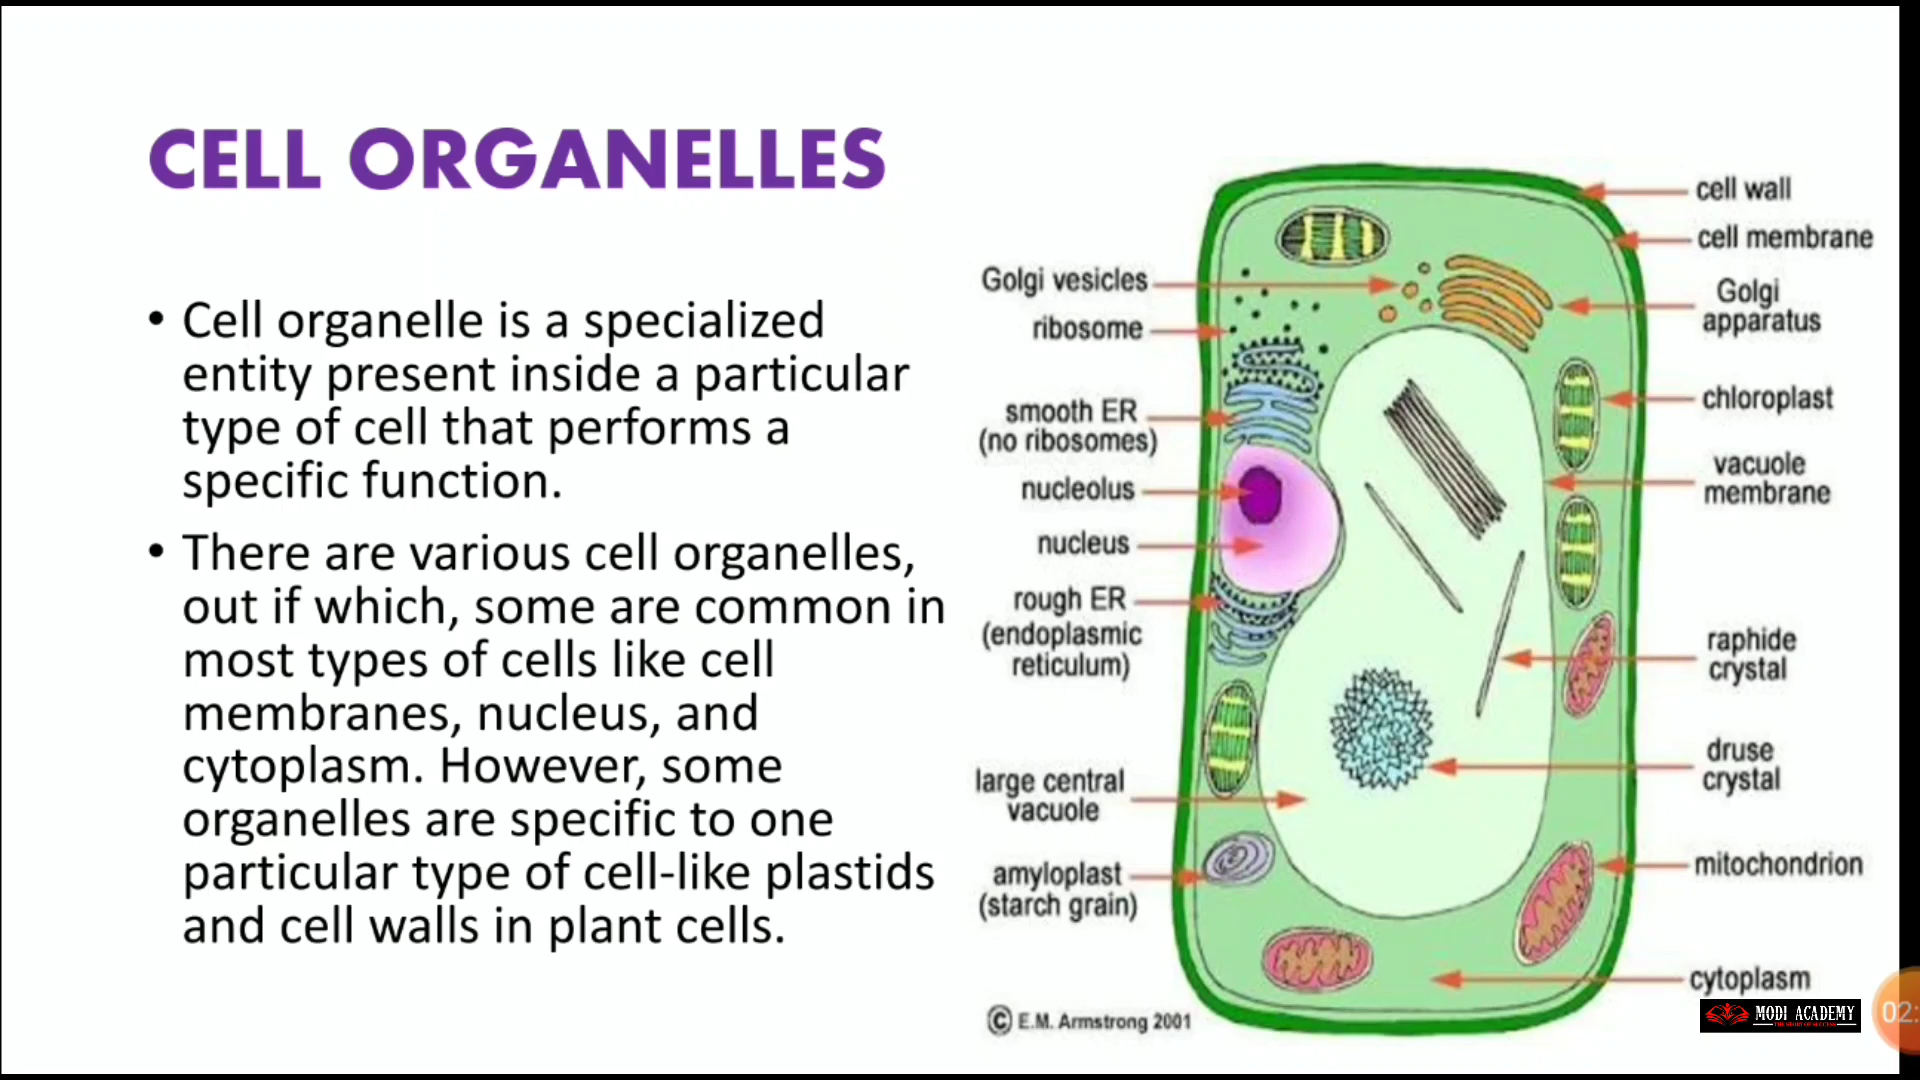 CELL ORGANELLES
• Cell organelle is a specialized
entity present inside a particular
type of cell that performs a
specific function.
• There are various cell organelles,
out if which, some are common in
most types of cells like cell
membranes, nucleus, and
cytoplasm. However, some
organelles are specific to one
particular type of cell-like plastids
and cell walls in plant cells.
Golgi vesicles
ribosome
smooth ER
(no ribosomes)
nucleolus
nucleus
rough ER
(endoplasmic
reticulum)
large central
vacuole
amyloplast
(starch grain)
© E.M. Armstrong 2001
cell wall
cell membrane
Golgi
apparatus
chloroplast
vacuole
membrane
raphide
crystal
druse
crystal
mitochondrion
cytoplasm
MODI ACADEMY
02: